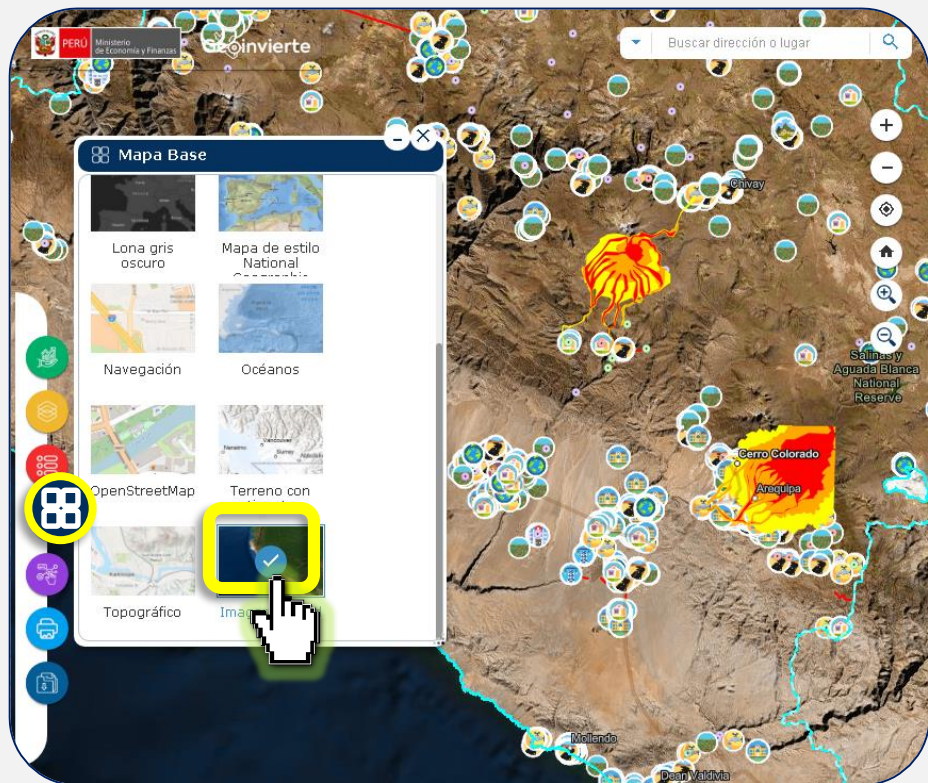 PERÚ
Ministerio
de Economía y Finanzas
Geoinvierte
Buscar dirección o lugar
Mapa Base
Lona gris
oscuro
Mapa de estilo
National
Geographic
Navegación
Océanos
OpenStreetMap
Terreno con
Topográfico
Chivay
Salinas y
Aguada Blanca
National
Reserve
Cerro Colorado
Arequipa
Mollendo
Dean Valdivia